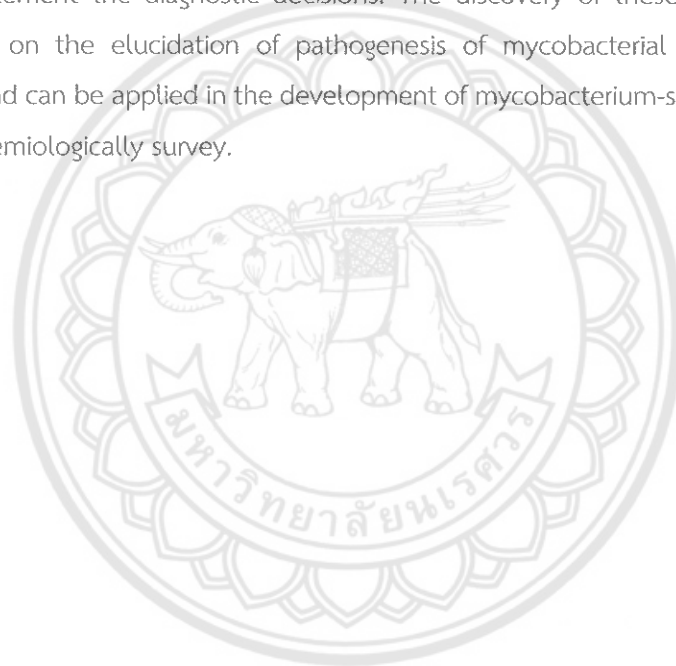 the diagnostic decisions. The discovery of these
on the elucidation of pathogenesis of mycobacterial
can be applied in the development of mycobacterium-s
emiologically survey.
มหาวิทยาลัยนเรศวร